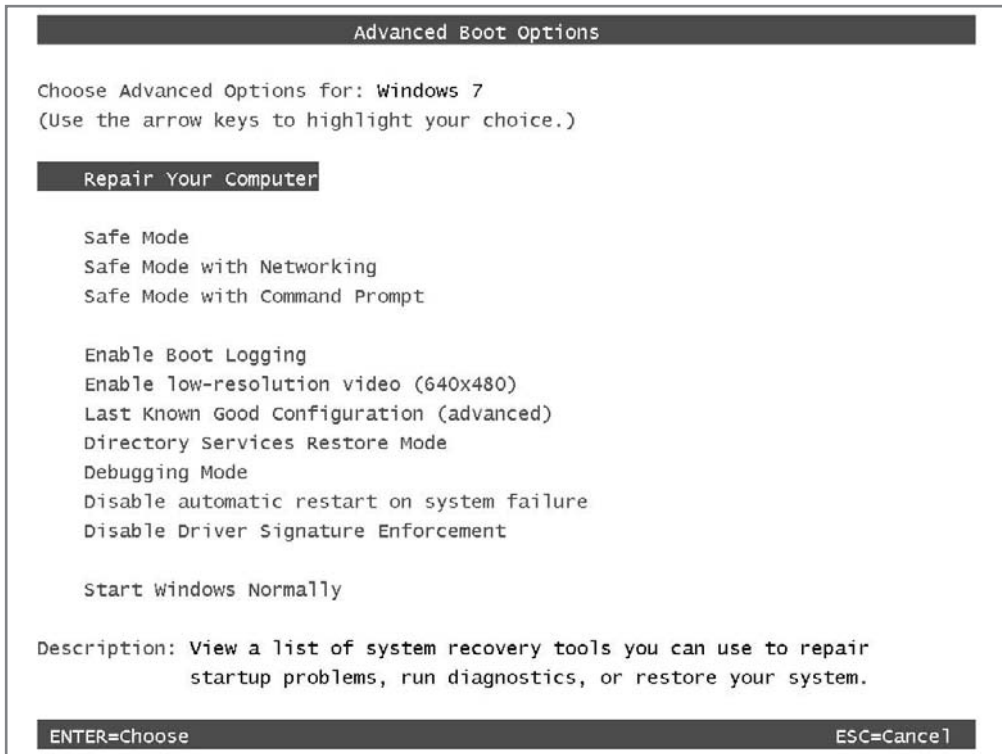 Advanced Boot Options
Choose Advanced Options for: Windows 7
(Use the arrow keys to highlight your choice.)
Repair Your Computer
Safe Mode
Safe Mode with Networking
Safe Mode with Command Prompt
Enable Boot Logging
Enable low-resolution video (640x480)
Last Known Good Configuration (advanced)
Directory Services Restore Mode
Debugging Mode
Disable automatic restart on system failure
Disable Driver Signature Enforcement
Start Windows Normally
Description: View a list of system recovery tools you can use to repair
startup problems, run diagnostics, or restore your system.
ENTER=Choose ESC=Cancel